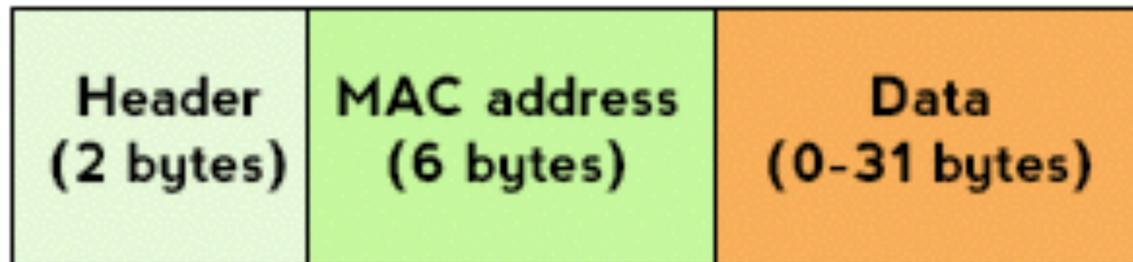 Header
(2 bytes)
MAC address
(6 bytes)
Data
(0-31 bytes)